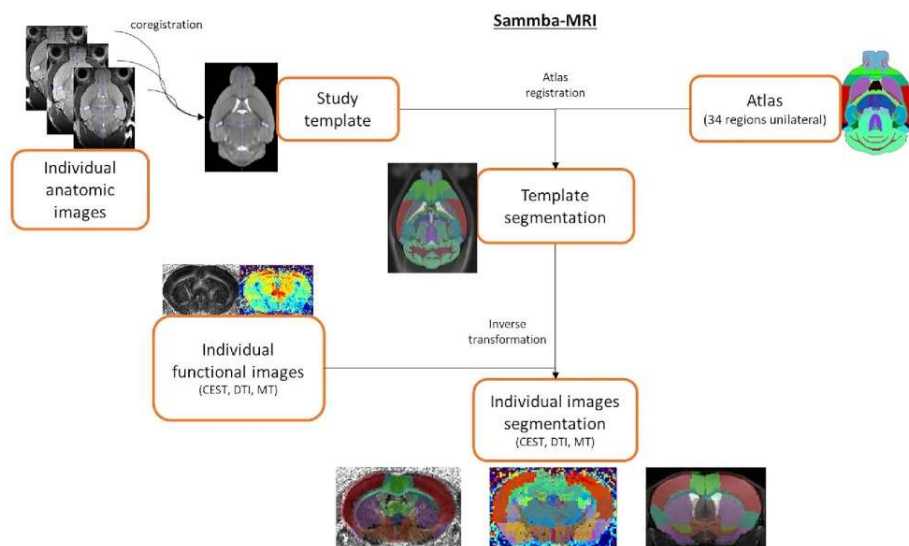 Sammba-MRI
coregistration
Study
template
Atlas
registration
Atlas
(34 regions unilateral)
Individual
anatomic
images
Template
segmentation
Inverse
transformation
Individual
functional images
(CEST, DTI, MT)
Individual images
segmentation
(CEST, DTI, MT)